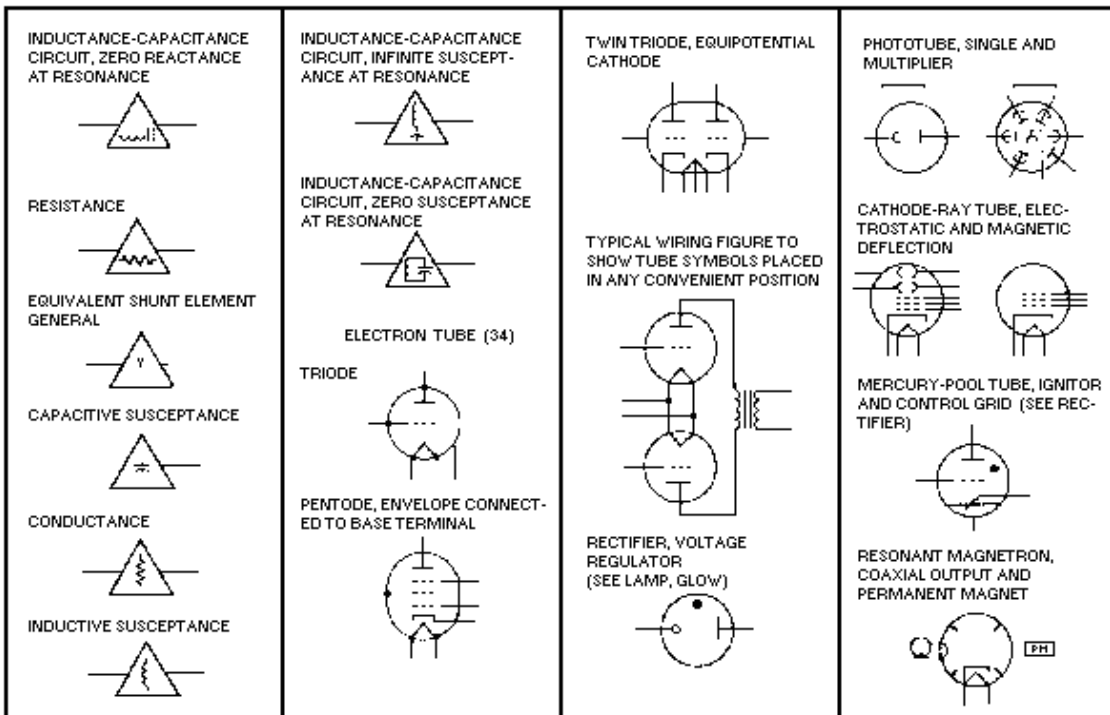 INDUCTANCE-CAPACITANCE
CIRCUIT, ZERO REACTANCE
AT RESONANCE
RESISTANCE
EQUIVALENT SHUNT ELEMENT
GENERAL
Y
CAPACITIVE SUSCEPTANCE
CONDUCTANCE
INDUCTIVE SUSCEPTANCE
INDUCTANCE-CAPACITANCE
CIRCUIT, INFINITE SUSCEPT-
ANCE AT RESONANCE
INDUCTANCE-CAPACITANCE
CIRCUIT, ZERO SUSCEPTANCE
AT RESONANCE
ELECTRON TUBE (34)
TRIODE
PENTODE, ENVELOPE CONNECT-
ED TO BASE TERMINAL
TWIN TRIODE, EQUIPOTENTIAL
CATHODE
TYPICAL WIRING FIGURE TO
SHOW TUBE SYMBOLS PLACED
IN ANY CONVENIENT POSITION
RECTIFIER, VOLTAGE
REGULATOR
(SEE LAMP, GLOW)
PHOTOTUBE, SINGLE AND
MULTIPLIER
CATHODE-RAY TUBE, ELEC-
TROSTATIC AND MAGNETIC
DEFLECTION
MERCURY-POOL TUBE, IGNITOR
AND CONTROL GRID (SEE REC-
TIFIER)
RESONANT MAGNETRON,
COAXIAL OUTPUT AND
PERMANENT MAGNET
PM